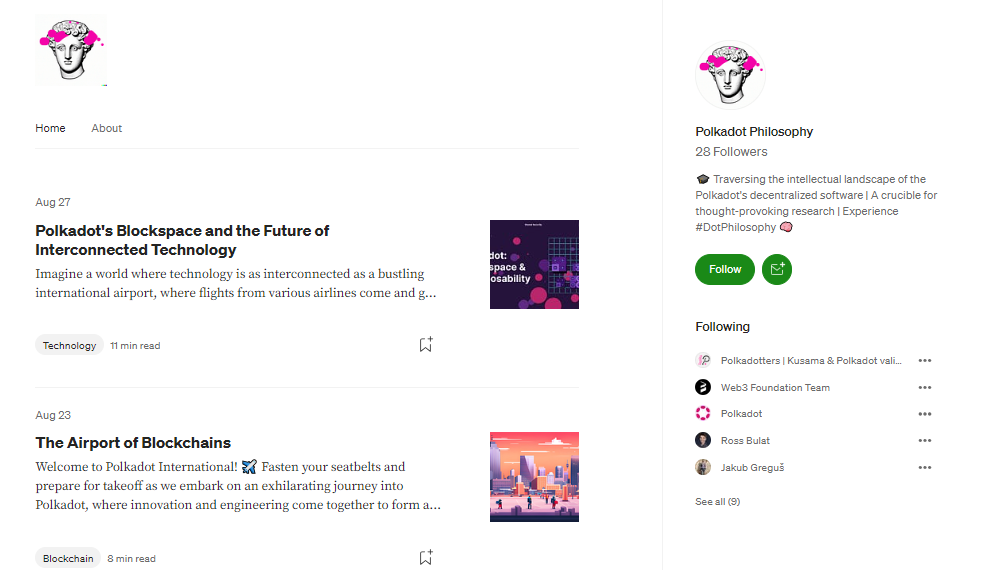 Home About
Aug 27
Polkadot's Blockspace and the Future of
Interconnected Technology
Imagine a world where technology is as interconnected as a bustling
international airport, where flights from various airlines come and g...
dot:
space &
osability
Technology 11 min read
Aug 23
The Airport of Blockchains
Welcome to Polkadot International! ✈️ Fasten your seatbelts and
prepare for takeoff as we embark on an exhilarating journey into
Polkadot, where innovation and engineering come together to form a...
Blockchain 8 min read
Polkadot Philosophy
28 Followers
🎓 Traversing the intellectual landscape of the
Polkadot's decentralized software | A crucible for
thought-provoking research | Experience
#DotPhilosophy 🧠
Follow
Following
Polkadotters | Kusama & Polkadot vali...
Web3 Foundation Team
Polkadot
Ross Bulat
Jakub Greguš
See all (9)